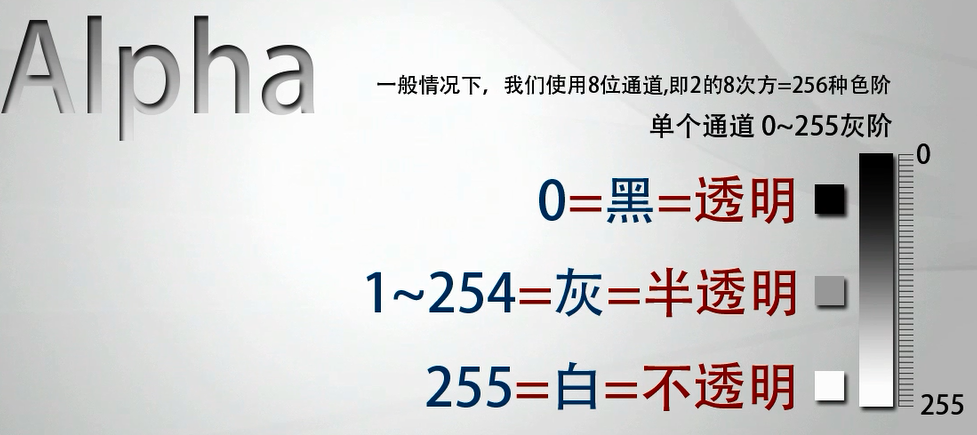 Alpha
一般情况下，我们使用8位通道,即2的8次方=256种色阶
单个通道 0~255灰阶
0
0=黑=透明
1~254=灰=半透明
255=白=不透明
255